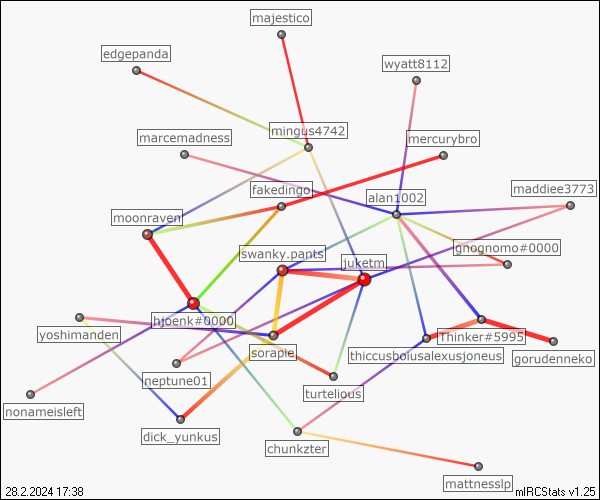 majestico
edgepanda
wyatt8112
mingus4742
marcemadness
mercurybro
maddiee3773
fakedingo
alan1002
moonraven
gnognomo#0000
swanky.pants
juketm
hjoenk#0000
yoshimanden
Thinker#5995
sorapie
thiccusboiusalexusjoneus
gorudenneko
neptune01
turtelious
nonameisleft
dick_yunkus
chunkzter
mattnesslp
28.2.2024 17:38
mIRCStats v1.25